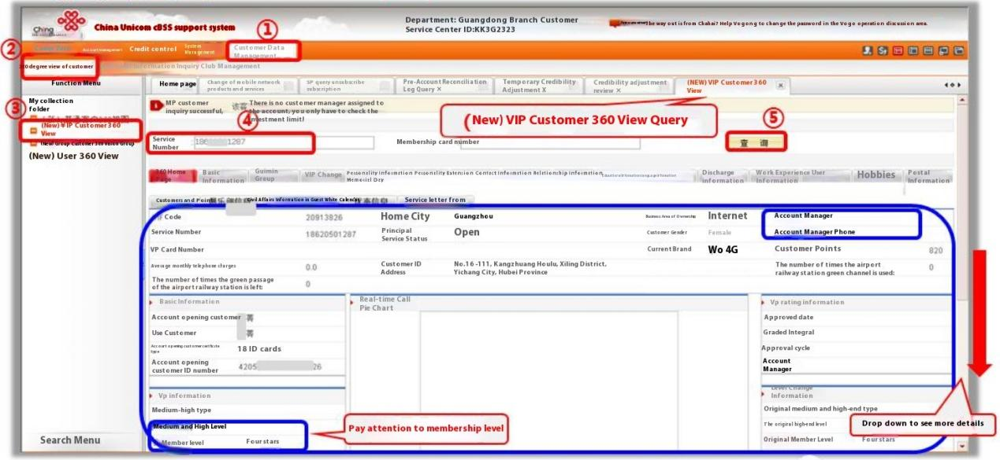 China Unicom cBSS support system
Department: Guangdong Branch Customer
Service Center ID:KK3G2323
The way out is from Chabai? Help Vogong to change the password in the Vogo operation discussion area.
①
②
Account management
Credit control
System
Management
Customer Data
Management
degree view of customer
Information Inquiry Club Management
Function Menu
Home page
Change of mobile network
products and services
SP query unsubscribe
subscription
Pre-Account Reconciliation
Log Query X
Temporary Credibility
Adjustment X
Credibility adjustment
review X
(NEW) VIP Customer 360
View
③
My collection
folder
(New)¥IP Customer 360
View
(New) Group Customer 360 Vision Group
(New) User 360 View
MP customer
inquiry successful,
There is no customer manager assigned to
the account, you only have to check the
investment limit!
④
(New) VIP Customer 360 View Query
⑤
Service
Number
186 1287
Membership card number
查 询
360 Home
Page
Basic
Information
Guimin
Group
VIP Change
Personality Information Personality Extension Contact Information Relationship Information
Memorial Day
Discharge
information
Work Experience User
Information
Hobbies
Postal
Information
Customers and Points
Civil Affairs Information in Guest White Calendar
Service letter
from
Code
20913826
Home City
Guangzhou
Business Area of Ownership
Internet
Account Manager
Service Number
18620501287
Principal
Service Status
Open
Customer Gender
Female
Account Manager Phone
VP Card Number
Current Brand
Wo 4G
Customer Points
820
Average monthly telephone charges
0.0
Customer ID
Address
No.16 -111, Kangzhuang Houlu, Xiling District,
Yichang City, Hubei Province
The number of times the airport
railway station green channel is used:
0
The number of times the green passage
of the airport railway station is left:
0
Basic Information
Real-time Call
Pie Chart
Vp rating information
Account opening customer
Approved date
Use Customer
Graded Integral
Account opening customer certificate
type
18 ID cards
Approval cycle
Account opening
customer ID number
4205 26
Account
Manager
Vp information
Level Change
Information
Medium-high type
Original medium and high-end type
Medium and High Level
Pay attention to membership level
The original highend level
Drop down to see more details
Member level
Four stars
Original Member Level
Four stars
Search Menu